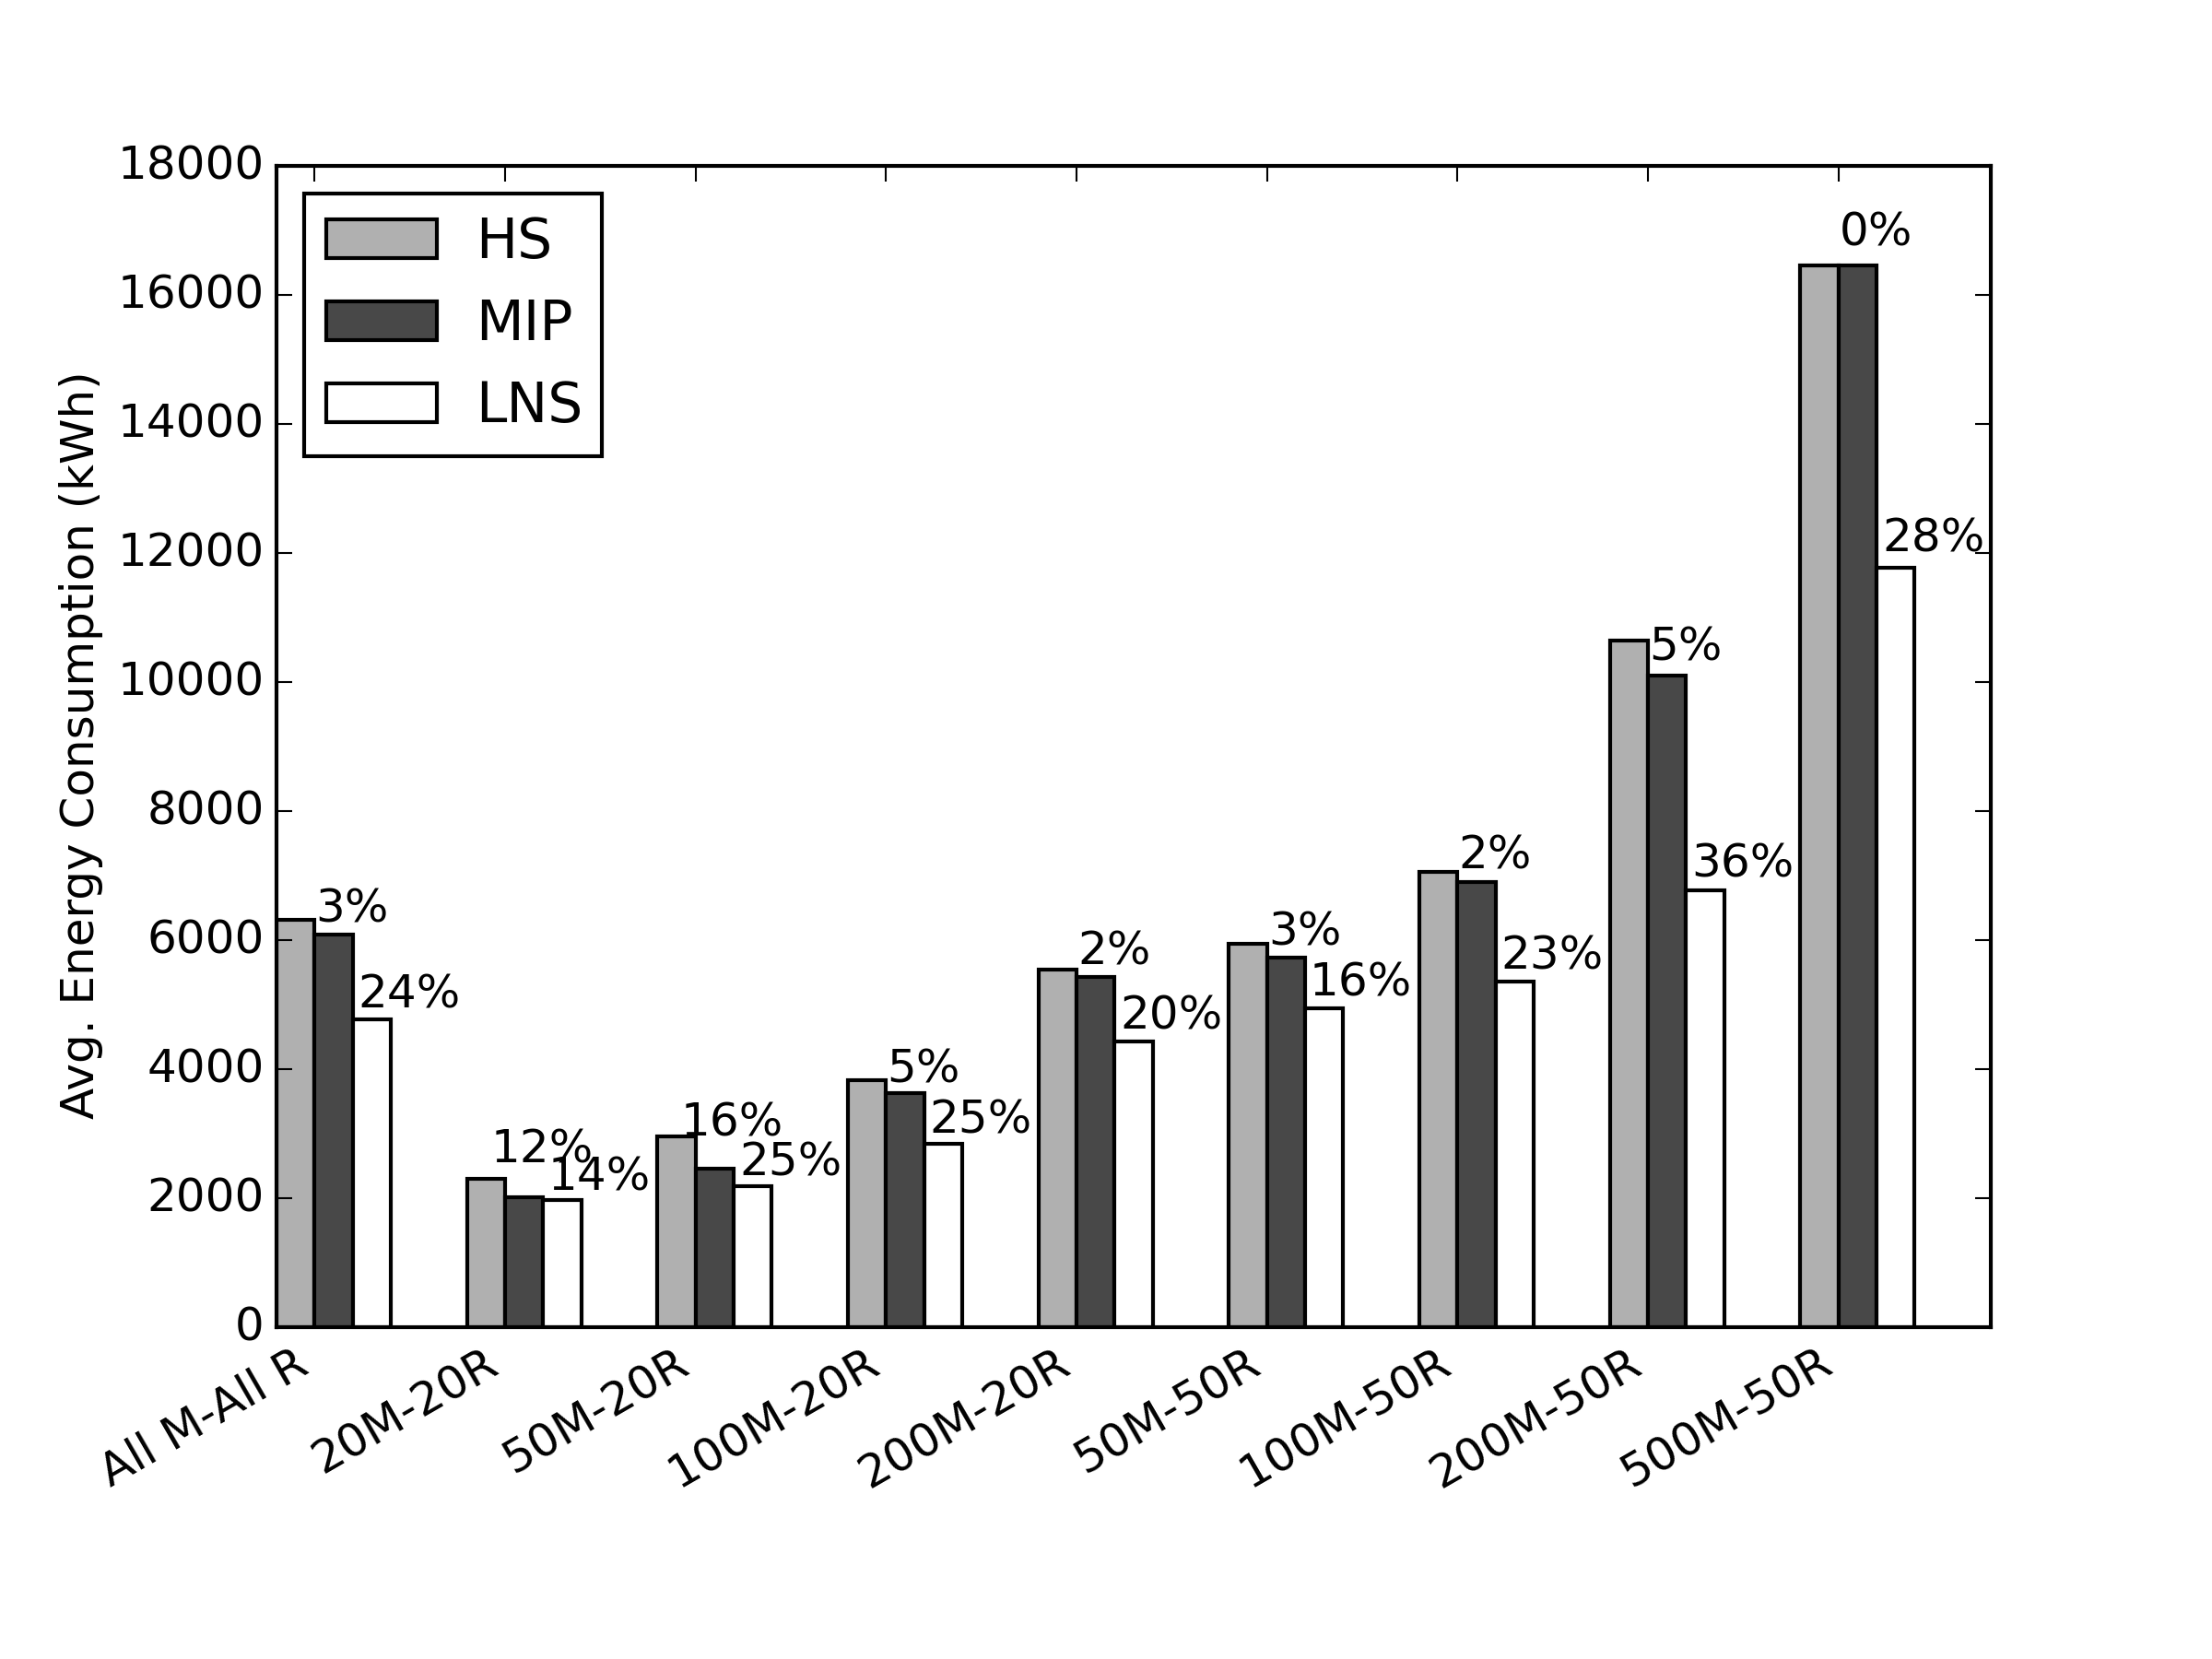 18000
16000
14000
12000
10000
8000
6000
4000
2000
0
Avg. Energy Consumption (kWh)
HS
MIP
LNS
3%
24%
12%
14%
16%
25%
5%
25%
2%
20%
3%
16%
2%
23%
5%
36%
0%
28%
All M-All R
20M-20R
50M-20R
100M-20R
200M-20R
50M-50R
100M-50R
200M-50R
500M-50R